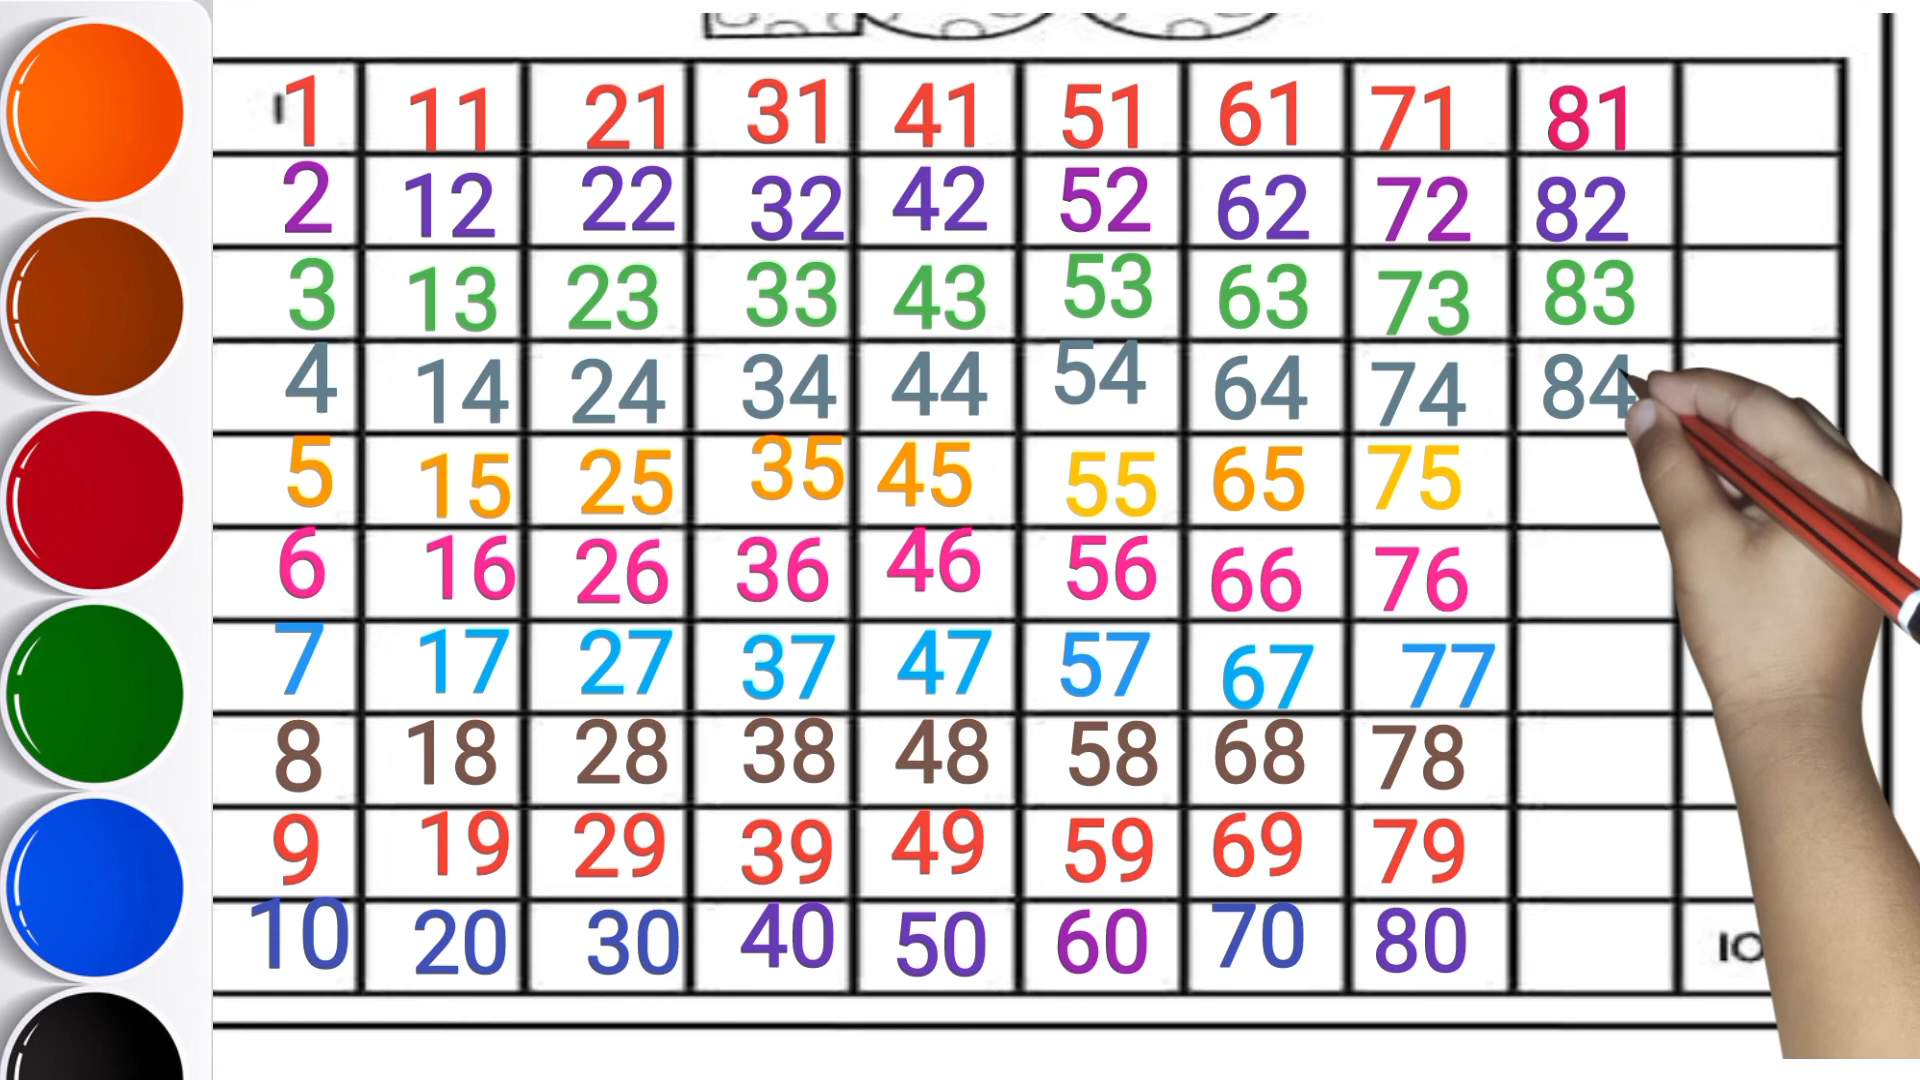 1 11 21 31 41 51 61 71 81
2 12 22 32 42 52 62 72 82
3 13 23 33 43 53 63 73 83
4 14 24 34 44 54 64 74 84
5 15 25 35 45 55 65 75
6 16 26 36 46 56 66 76
7 17 27 37 47 57 67 77
8 18 28 38 48 58 68 78
9 19 29 39 49 59 69 79
10 20 30 40 50 60 70 80